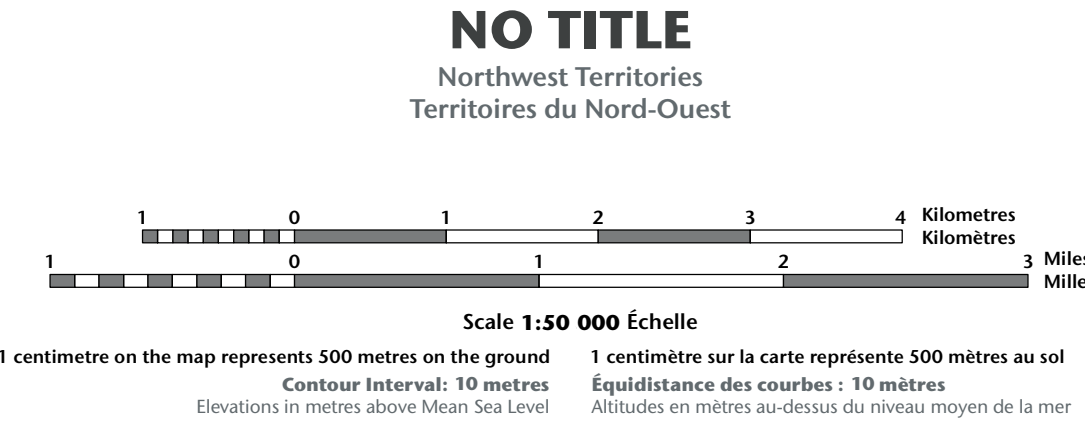 NO TITLE
Northwest Territories
Territoires du Nord-Ouest
1 0 1 2 3 4 Kilometres
Kilomètres
1 0 1 2 3 Miles
Mille
Scale 1:50 000 Échelle
1 centimetre on the map represents 500 metres on the ground
Contour Interval: 10 metres
Elevations in metres above Mean Sea Level
1 centimètre sur la carte représente 500 mètres au sol
Équidistance des courbes : 10 mètres
Altitudes en mètres au-dessus du niveau moyen de la mer